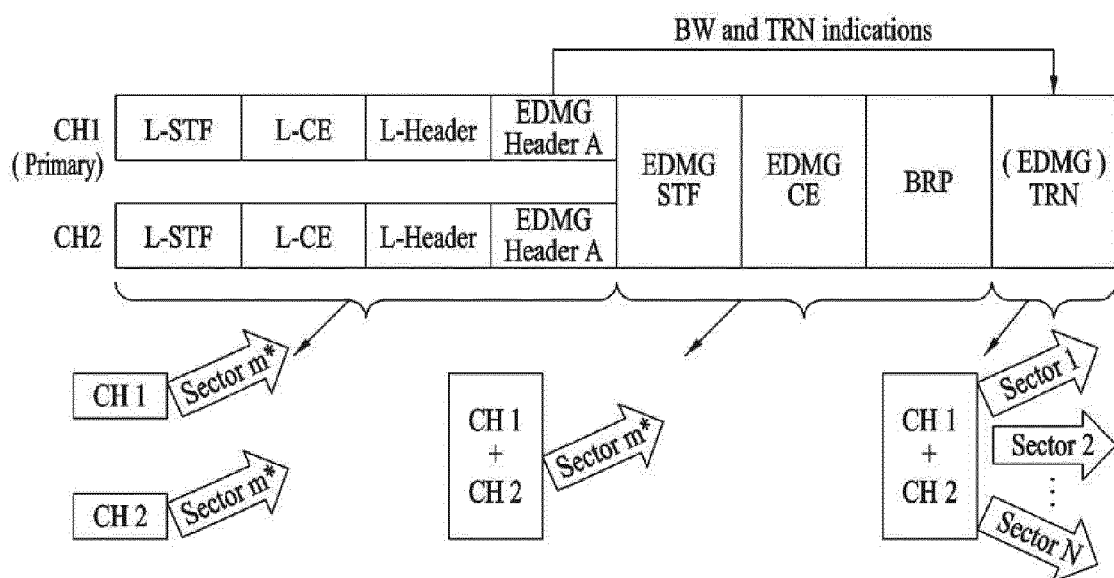 BW and TRN indications
CH1
( Primary)
L-STF
L-CE
L-Header
EDMG
Header A
EDMG
STF
EDMG
CE
BRP
( EDMG )
TRN
CH2
L-STF
L-CE
L-Header
EDMG
Header A
CH 1
Sector m*
CH 2
Sector m*
CH 1
+
CH 2
Sector m*
CH 1
+
CH 2
Sector 1
Sector 2
⋮
Sector N